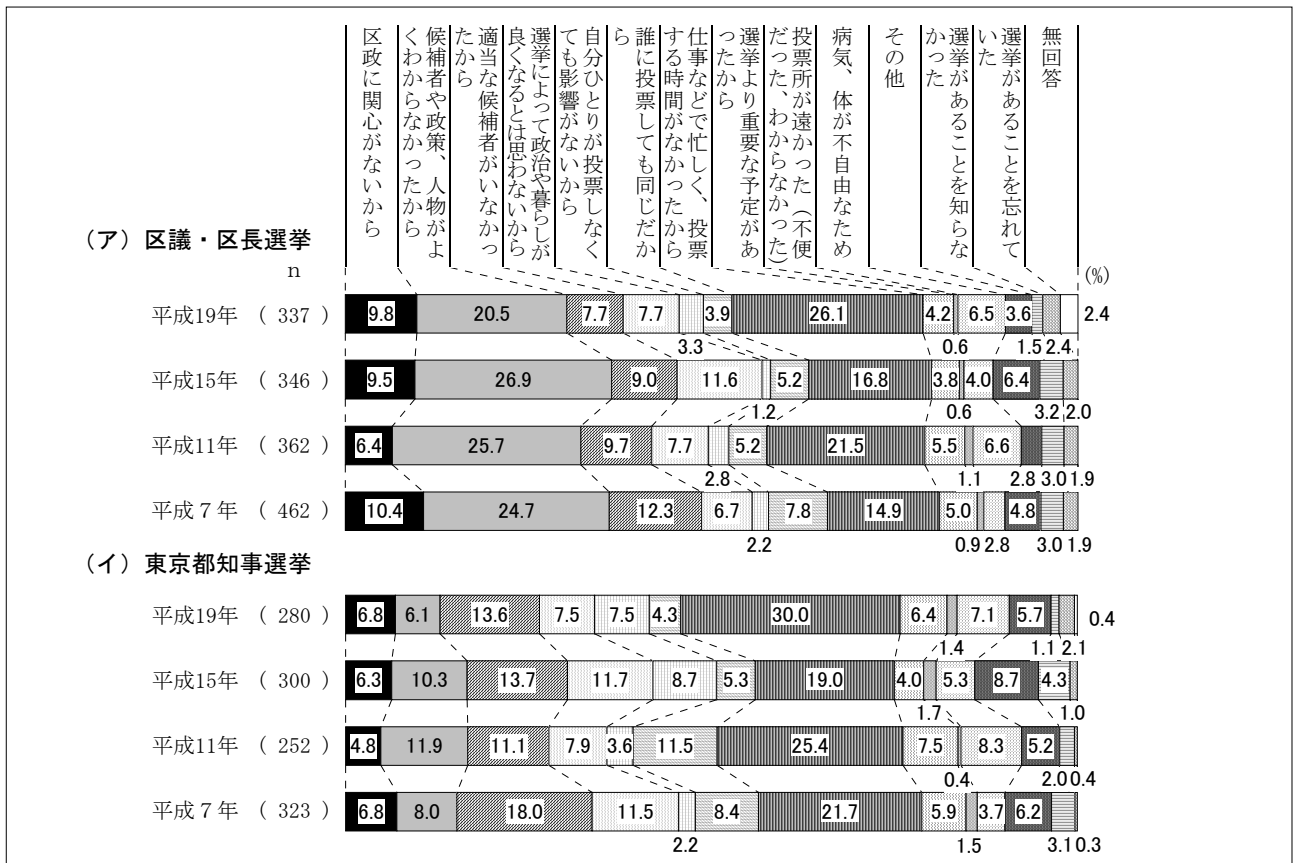 無回答
選挙があることを忘れて
いた
選挙があることを知らな
かった
その他
病気、体が不自由なため
投票所が遠かった(不便
だった、わからなかった)
選挙より重要な予定があ
ったから
仕事などで忙しく、投票
する時間がなかったから
誰に投票しても同じだか
ら
自分ひとりが投票しなく
ても影響がないから
選挙によって政治や暮らしが
良くなるとは思わないから
適当な候補者がいなかっ
たから
候補者や政策、人物がよ
くわからなかったから
区政に関心がないから
(ア)区議・区長選挙
n
(%)
平成19年 ( 337 ) 9.8 20.5 7.7 7.7 3.9 26.1 4.2 6.5 3.6 2.4
3.3 0.6 1.5 2.4
平成15年 ( 346 ) 9.5 26.9 9.0 11.6 5.2 16.8 3.8 4.0 6.4
1.2 0.6 3.2 2.0
平成11年 ( 362 ) 6.4 25.7 9.7 7.7 5.2 21.5 5.5 6.6
2.8 1.1 2.8 3.0 1.9
平成7年 ( 462 ) 10.4 24.7 12.3 6.7 7.8 14.9 5.0 4.8
2.2 0.9 2.8 3.0 1.9
(イ)東京都知事選挙
平成19年 ( 280 ) 6.8 6.1 13.6 7.5 7.5 4.3 30.0 6.4 7.1 5.7 0.4
1.4 1.1 2.1
平成15年 ( 300 ) 6.3 10.3 13.7 11.7 8.7 5.3 19.0 4.0 5.3 8.7 4.3
1.7 1.0
平成11年 ( 252 ) 4.8 11.9 11.1 7.9 3.6 11.5 25.4 7.5 8.3 5.2
0.4 2.0 0.4
平成7年 ( 323 ) 6.8 8.0 18.0 11.5 8.4 21.7 5.9 3.7 6.2
2.2 1.5 3.1 0.3